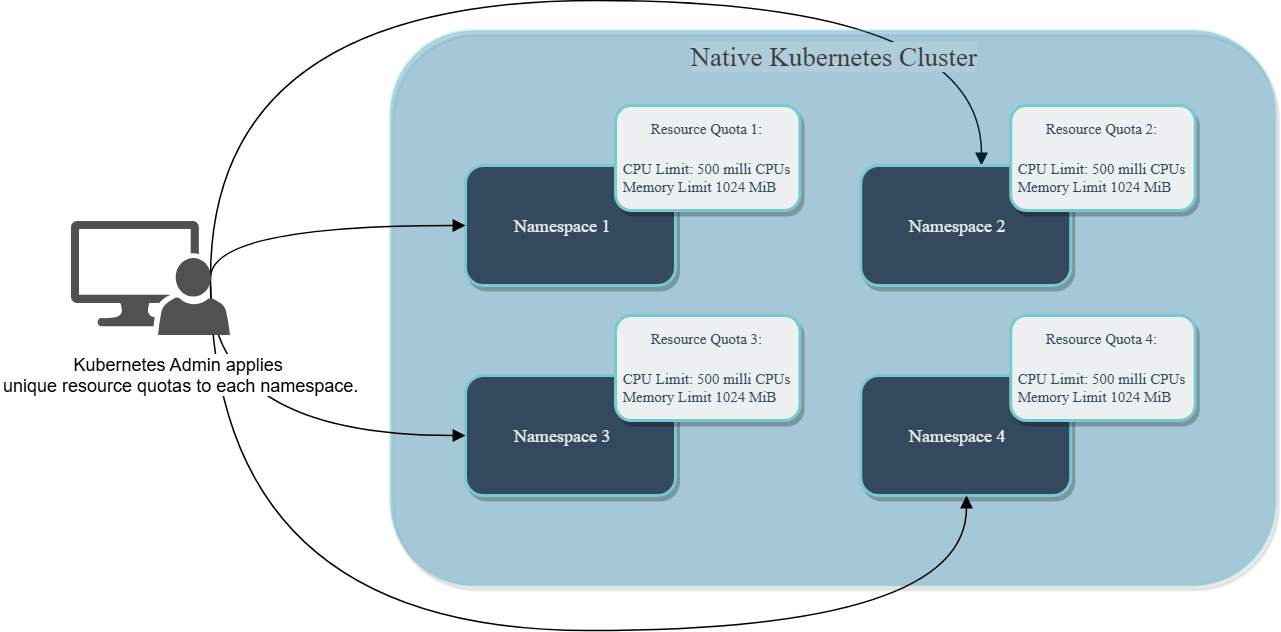 Native Kubernetes Cluster
Resource Quota 1:
CPU Limit: 500 milli CPUs
Memory Limit 1024 MiB
Namespace 1
Resource Quota 2:
CPU Limit: 500 milli CPUs
Memory Limit 1024 MiB
Namespace 2
Kubernetes Admin applies
unique resource quotas to each namespace.
Resource Quota 3:
CPU Limit: 500 milli CPUs
Memory Limit 1024 MiB
Namespace 3
Resource Quota 4:
CPU Limit: 500 milli CPUs
Memory Limit 1024 MiB
Namespace 4